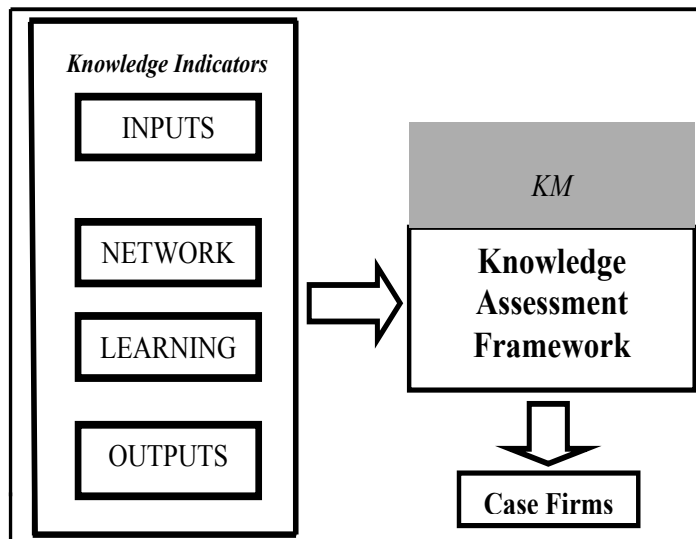 Knowledge Indicators
INPUTS
NETWORK
LEARNING
OUTPUTS
KM
Knowledge
Assessment
Framework
Case Firms